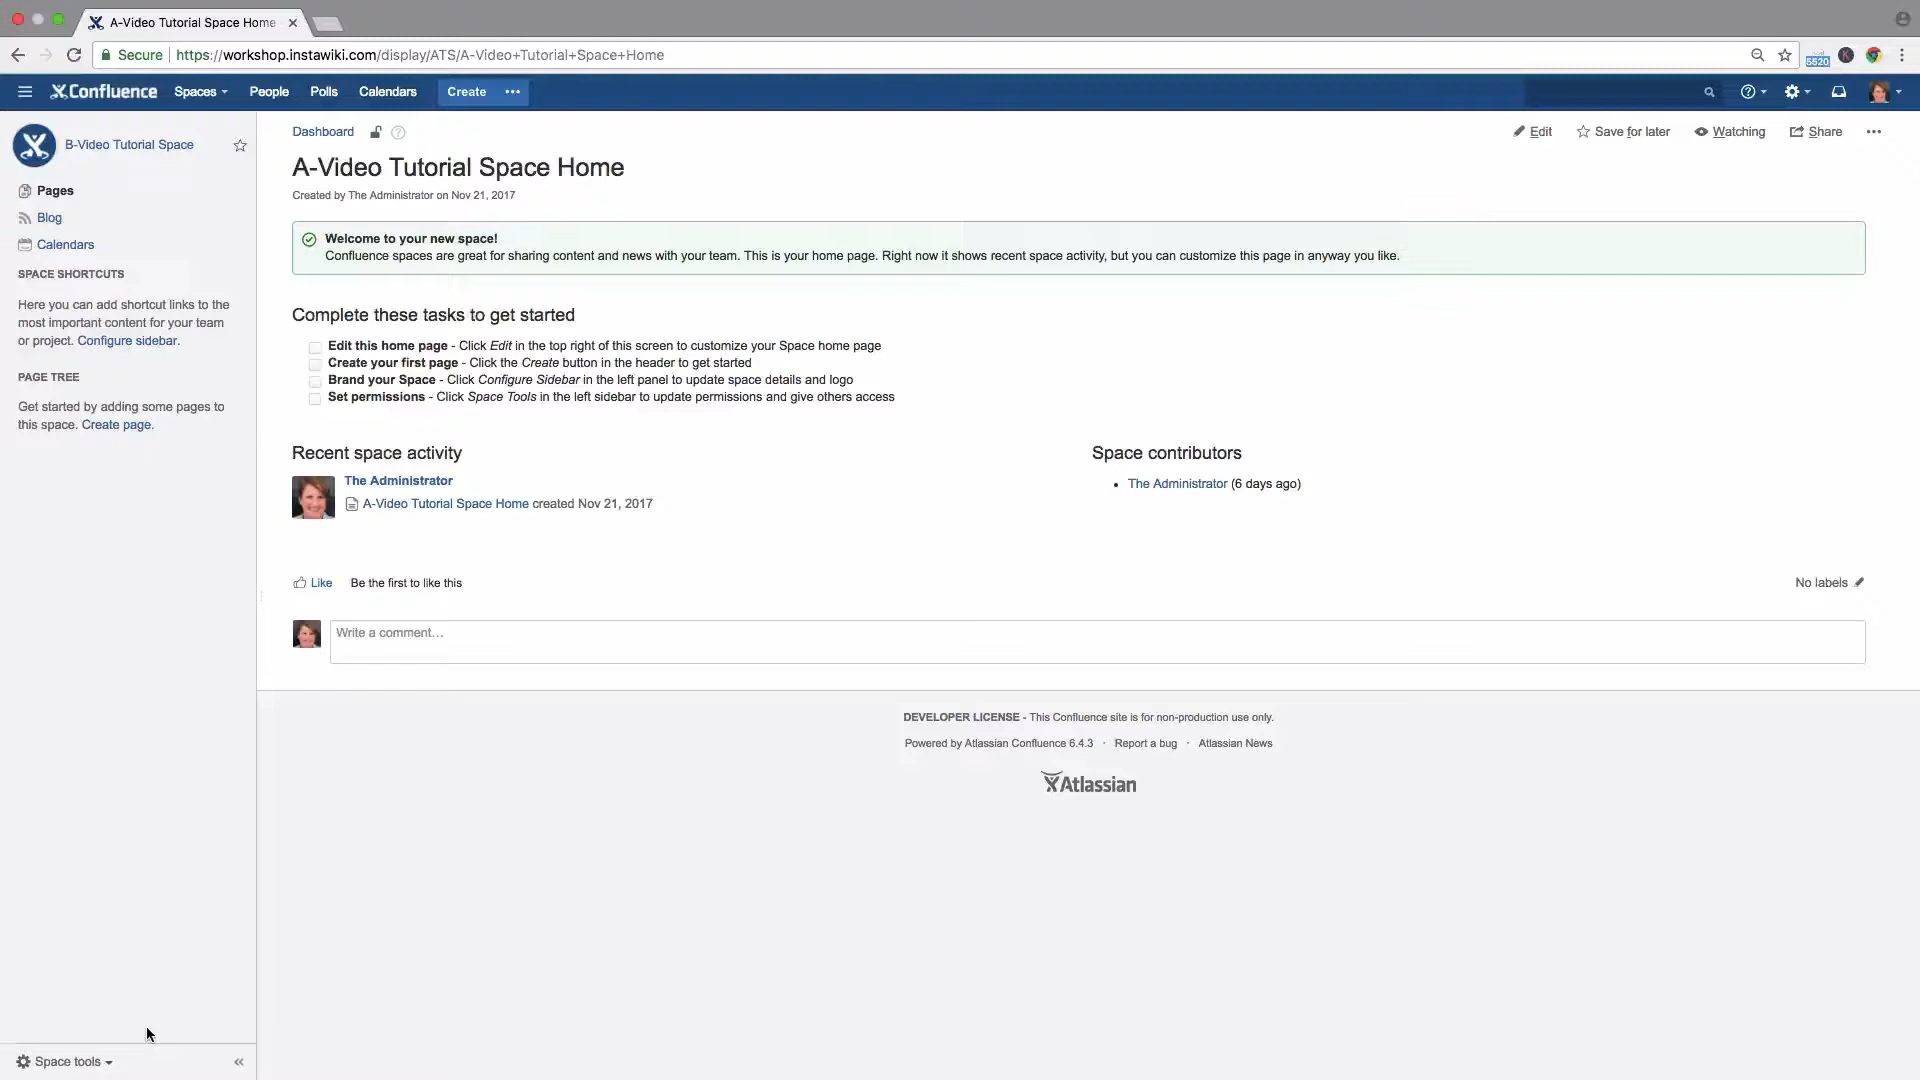 A-Video Tutorial Space Home
Secure
https://workshop.instawiki.com/display/ATS/A-Video+Tutorial+Space+Home
5520
K
Confluence Spaces People Polls Calendars Create •••
B-Video Tutorial Space
Pages
Blog
Calendars
SPACE SHORTCUTS
Here you can add shortcut links to the
most important content for your team
or project. Configure sidebar.
PAGE TREE
Get started by adding some pages to
this space. Create page.
Space tools
Dashboard
Edit Save for later Watching Share •••
A-Video Tutorial Space Home
Created by The Administrator on Nov 21, 2017
Welcome to your new space!
Confluence spaces are great for sharing content and news with your team. This is your home page. Right now it shows recent space activity, but you can customize this page in anyway you like.
Complete these tasks to get started
Edit this home page - Click Edit in the top right of this screen to customize your Space home page
Create your first page - Click the Create button in the header to get started
Brand your Space - Click Configure Sidebar in the left panel to update space details and logo
Set permissions - Click Space Tools in the left sidebar to update permissions and give others access
Recent space activity
The Administrator
A-Video Tutorial Space Home created Nov 21, 2017
Space contributors
• The Administrator (6 days ago)
Like Be the first to like this
No labels
Write a comment…
DEVELOPER LICENSE - This Confluence site is for non-production use only.
Powered by Atlassian Confluence 6.4.3 · Report a bug · Atlassian News
Atlassian